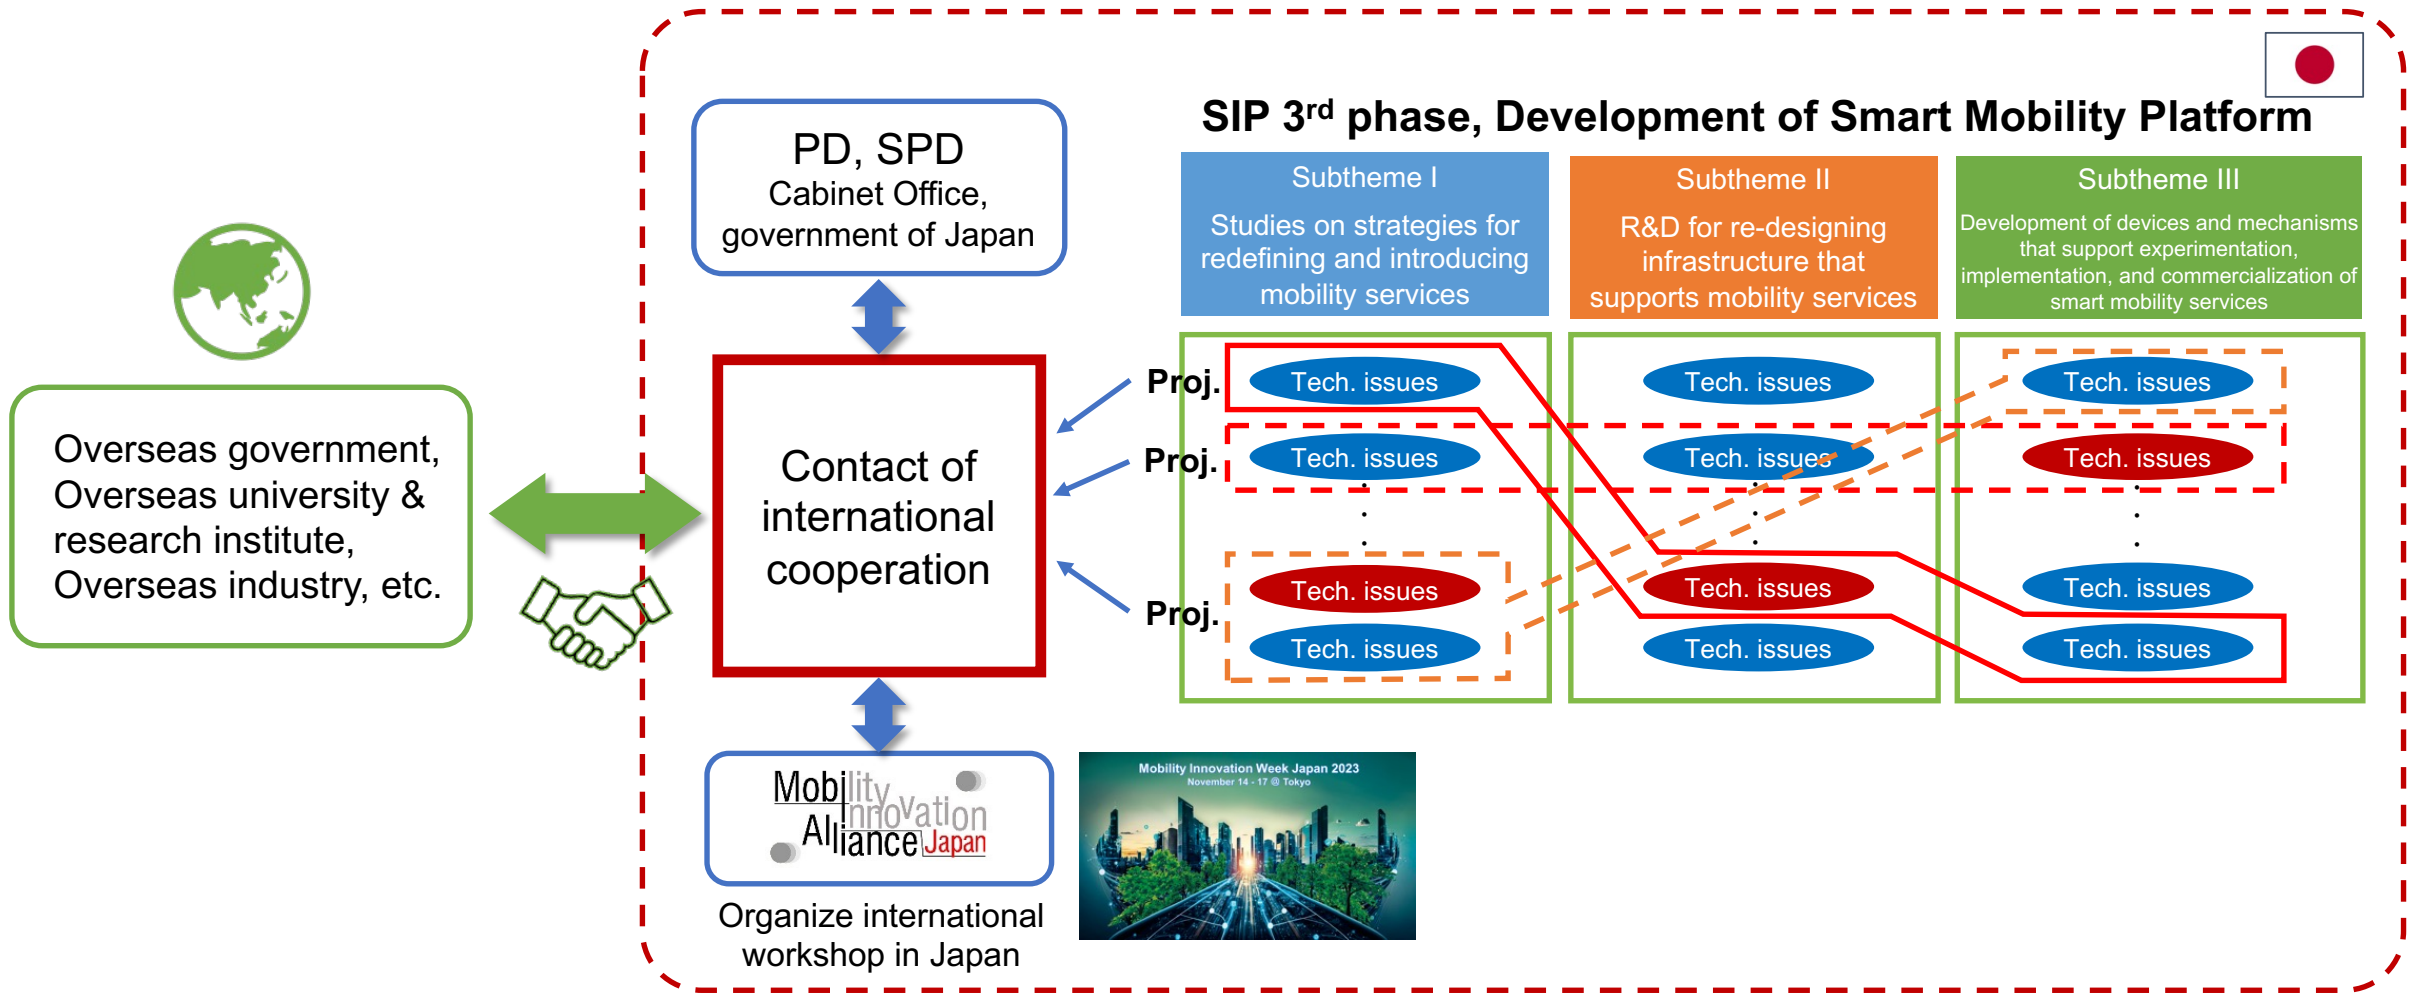 SIP 3rd phase, Development of Smart Mobility Platform
PD, SPD
Cabinet Office,
government of Japan
Subtheme I
Studies on strategies for
redefining and introducing
mobility services
Subtheme II
R&D for re-designing
infrastructure that
supports mobility services
Subtheme III
Development of devices and mechanisms
that support experimentation,
implementation, and commercialization of
smart mobility services
Overseas government,
Overseas university &
research institute,
Overseas industry, etc.
Contact of
international
cooperation
Proj.
Tech. issues
Tech. issues
Tech. issues
Proj.
Tech. issues
Tech. issues
Tech. issues
Proj.
Tech. issues
Tech. issues
Tech. issues
Tech. issues
Tech. issues
Tech. issues
Mobility
Innovation
Alliance Japan
Organize international
workshop in Japan
Mobility Innovation Week Japan 2023
November 14 - 17 @ Tokyo